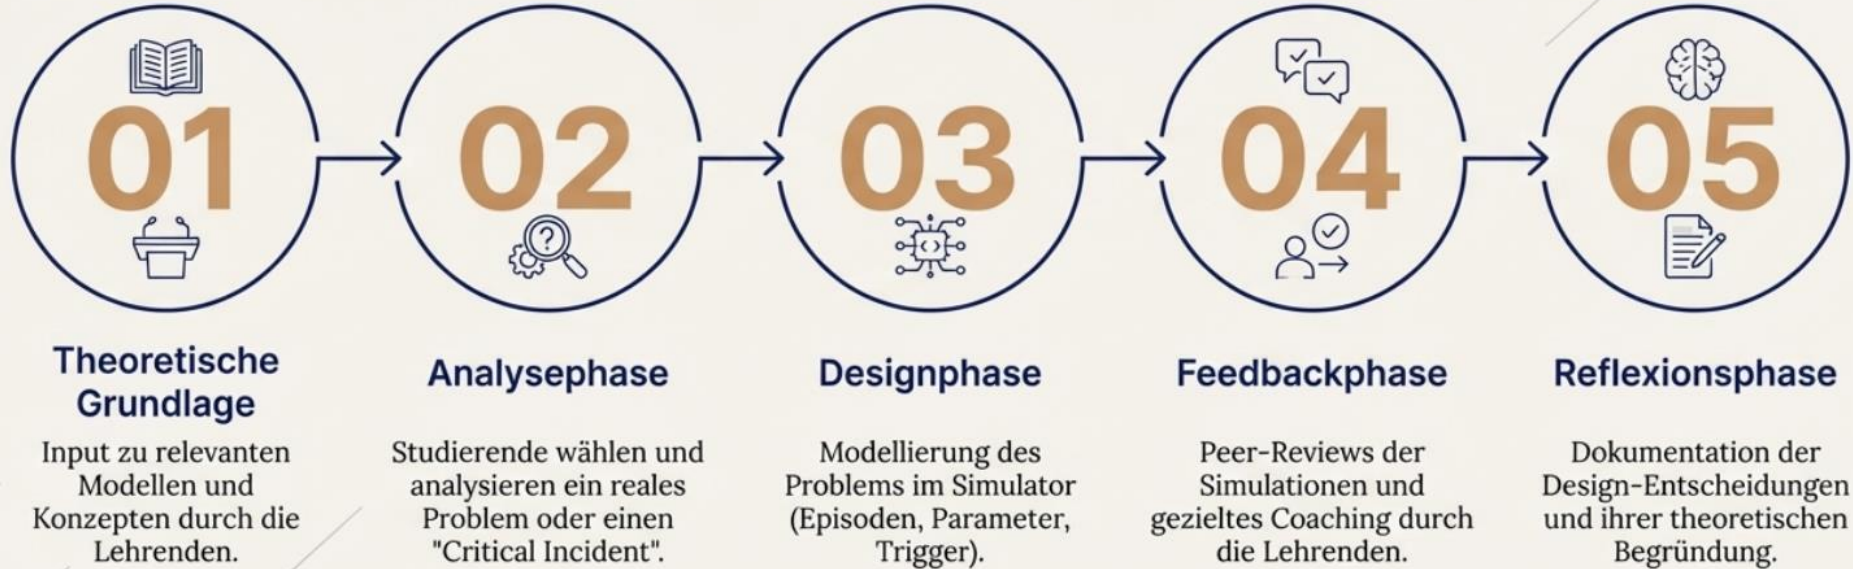 01
Theoretische
Grundlage
Input zu relevanten
Modellen und
Konzepten durch die
Lehrenden.
02
?
Analysephase
Studierende wählen und
analysieren ein reales
Problem oder einen
"Critical Incident".
03
Designphase
Modellierung des
Problems im Simulator
(Episoden, Parameter,
Trigger).
04
Feedbackphase
Peer-Reviews der
Simulationen und
gezieltes Coaching durch
die Lehrenden.
05
Reflexionsphase
Dokumentation der
Design-Entscheidungen
und ihrer theoretischen
Begründung.